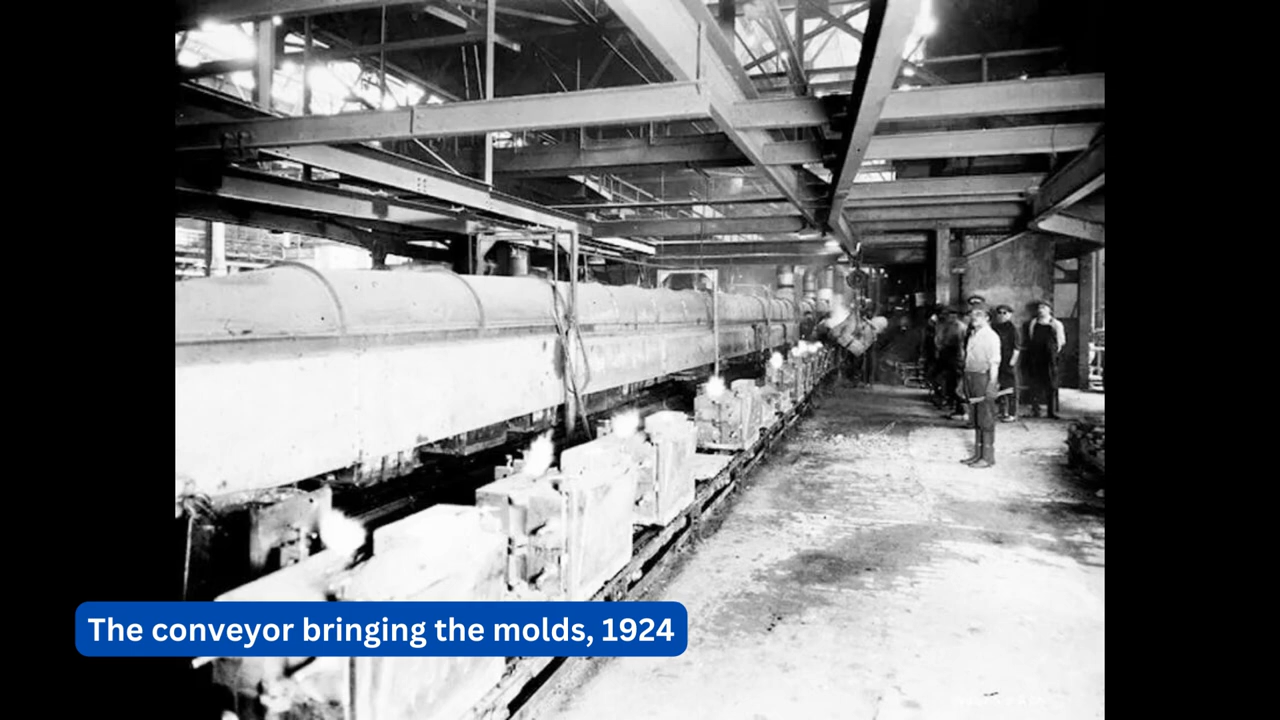 The conveyor bringing the molds, 1924